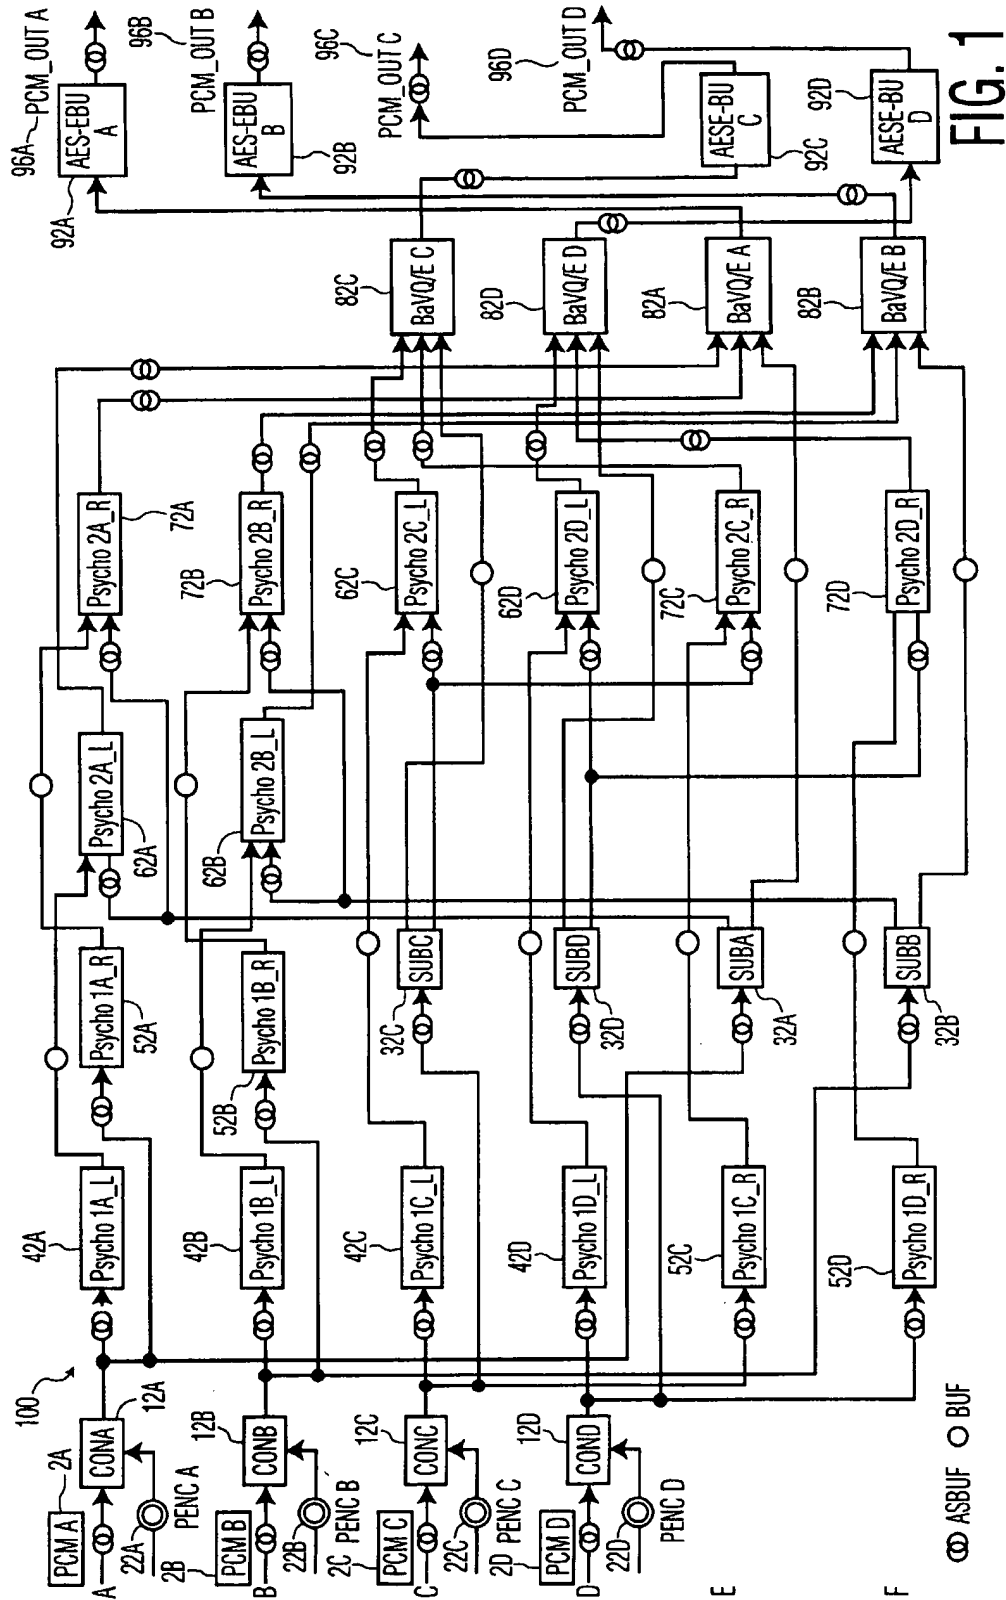 100
A
PCM A
2A
22A
PENC A
CONA
12A
42A
Psycho 1A_L
Psycho 1A_R
52A
Psycho 2A_L
62A
Psycho 2A_R
72A
92A
AES-EBU
A
96A
PCM_OUT A
B
2B
PCM B
22B
PENC B
CONB
12B
42B
Psycho 1B_L
52B
Psycho 1B_R
62B
Psycho 2B_L
72B
Psycho 2B_R
AES-EBU
B
92B
96B
PCM_OUT B
C
2C
PCM C
22C
PENC C
CONC
12C
42C
Psycho 1C_L
32C
SUBC
62C
Psycho 2C_L
82C
BaVQ/E C
96C
PCM_OUT C
D
2D
PCM D
22D
PENC D
COND
12D
42D
Psycho 1D_L
SUBD
32D
62D
Psycho 2D_L
82D
BaVQ/E D
96D
PCM_OUT D
E
52C
Psycho 1C_R
SUBA
32A
72C
Psycho 2C_R
82A
BaVQ/E A
AESE-BU
C
92C
F
52D
Psycho 1D_R
SUBB
32B
72D
Psycho 2D_R
82B
BaVQ/E B
92D
AESE-BU
D
ASBUF
BUF
FIG. 1